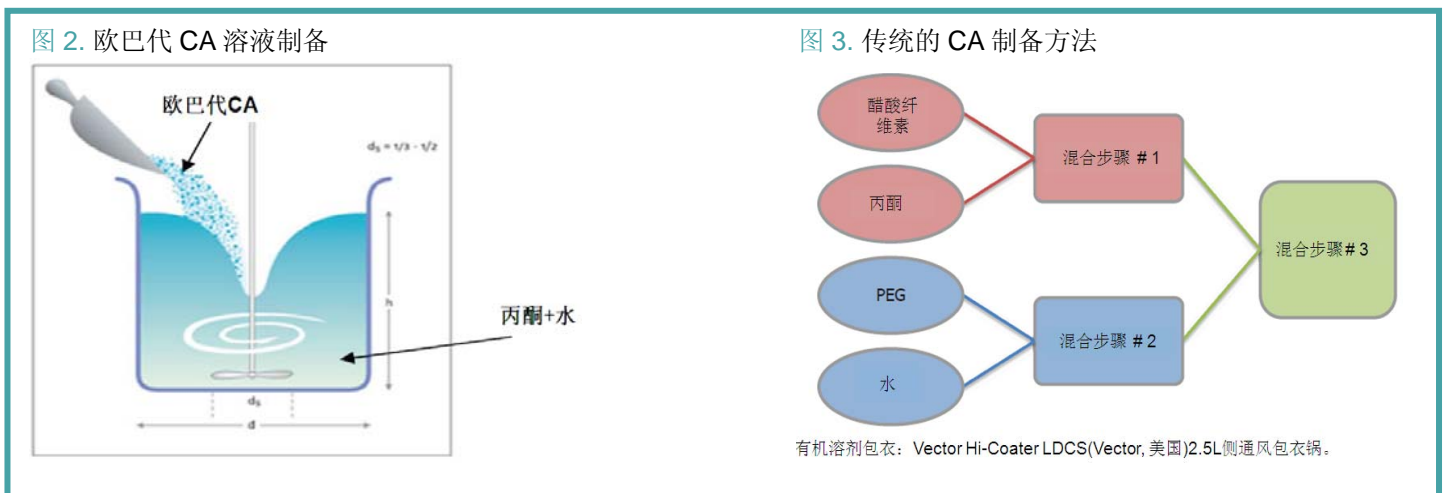 图 2. 欧巴代 CA 溶液制备
欧巴代CA
d₅ = 1/3 - 1/2
h
丙酮+水
d₅
d
图 3. 传统的 CA 制备方法
醋酸纤
维素
丙酮
混合步骤 # 1
PEG
水
混合步骤 # 2
混合步骤# 3
有机溶剂包衣：Vector Hi-Coater LDCS(Vector, 美国)2.5L侧通风包衣锅。